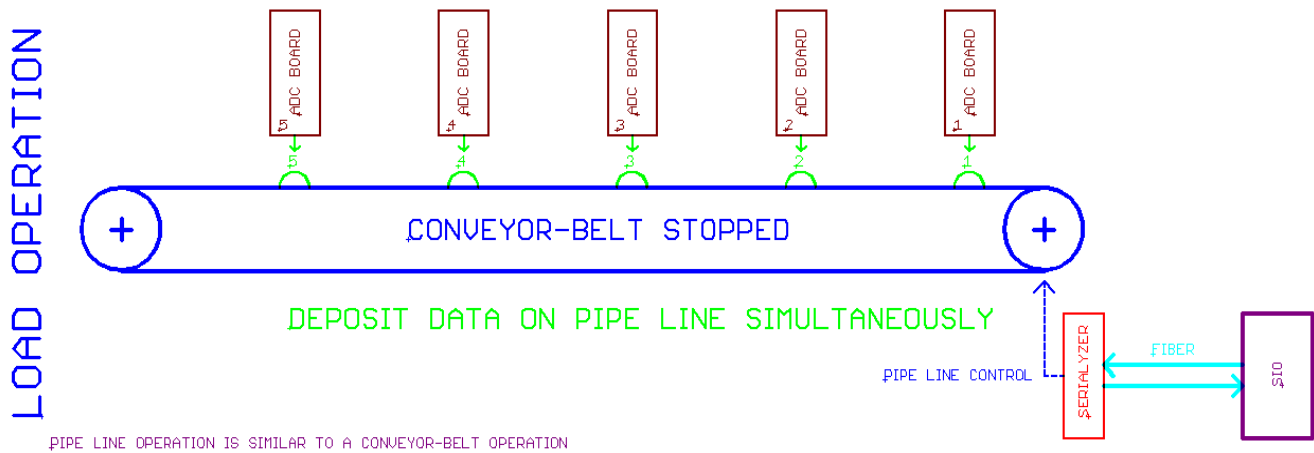 LOAD OPERATION
5 ADC BOARD
4 ADC BOARD
3 ADC BOARD
2 ADC BOARD
1 ADC BOARD
5
4
3
2
1
CONVEYOR-BELT STOPPED
DEPOSIT DATA ON PIPE LINE SIMULTANEOUSLY
PIPE LINE CONTROL
SERIALYZER
FIBER
SIO
PIPE LINE OPERATION IS SIMILAR TO A CONVEYOR-BELT OPERATION